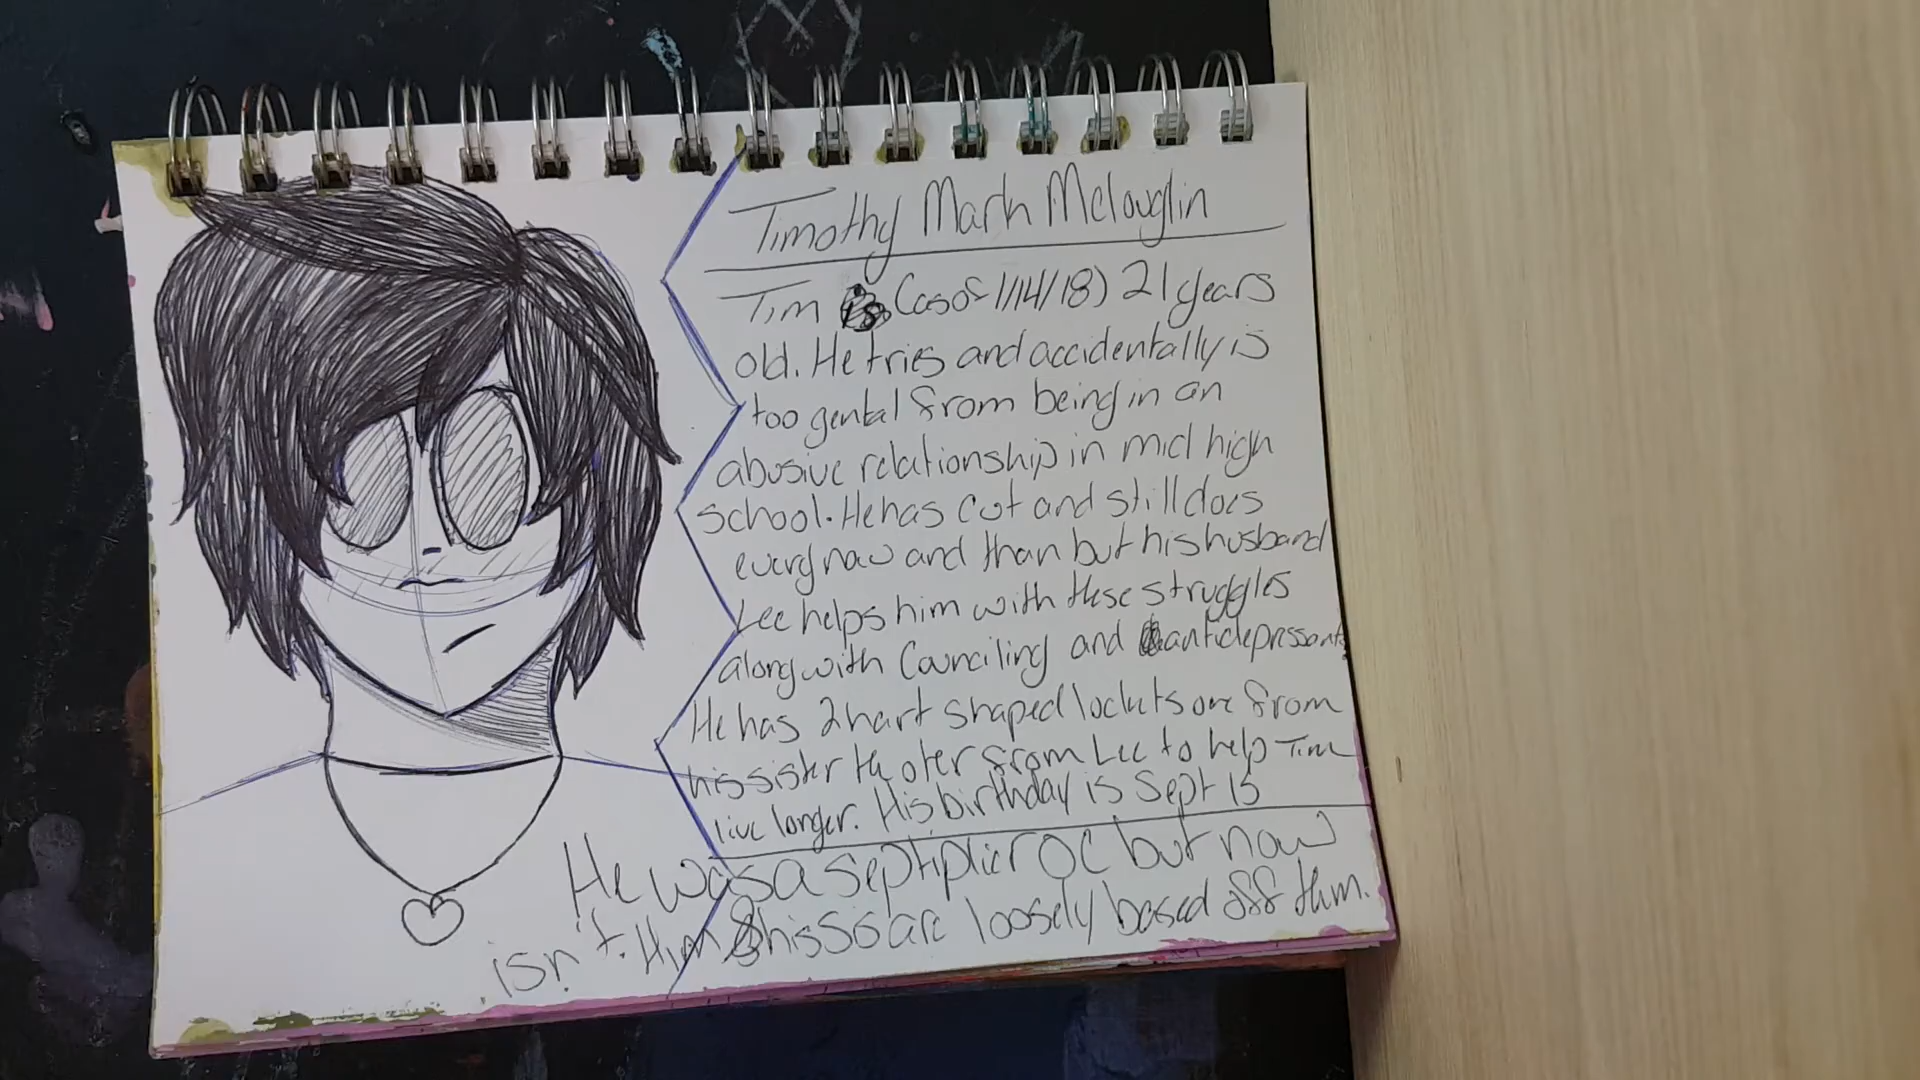 Timothy Mark Mclouglin
Tim (as of 1/14/18) 21 years
old. He tries and accidentally is
too gental from being in an
abusive relationship in mid high
school. He has cut and still does
every now and than but his husband
Lee helps him with these struggles
along with Counciling and antidepressants
He has 2 hart shaped lockets one from
his sister the oter from Lee to help Tim
live longer. His birthday is Sept 15
He was a septiplier OC but now
isn't. Him & his sis are loosely based off them.